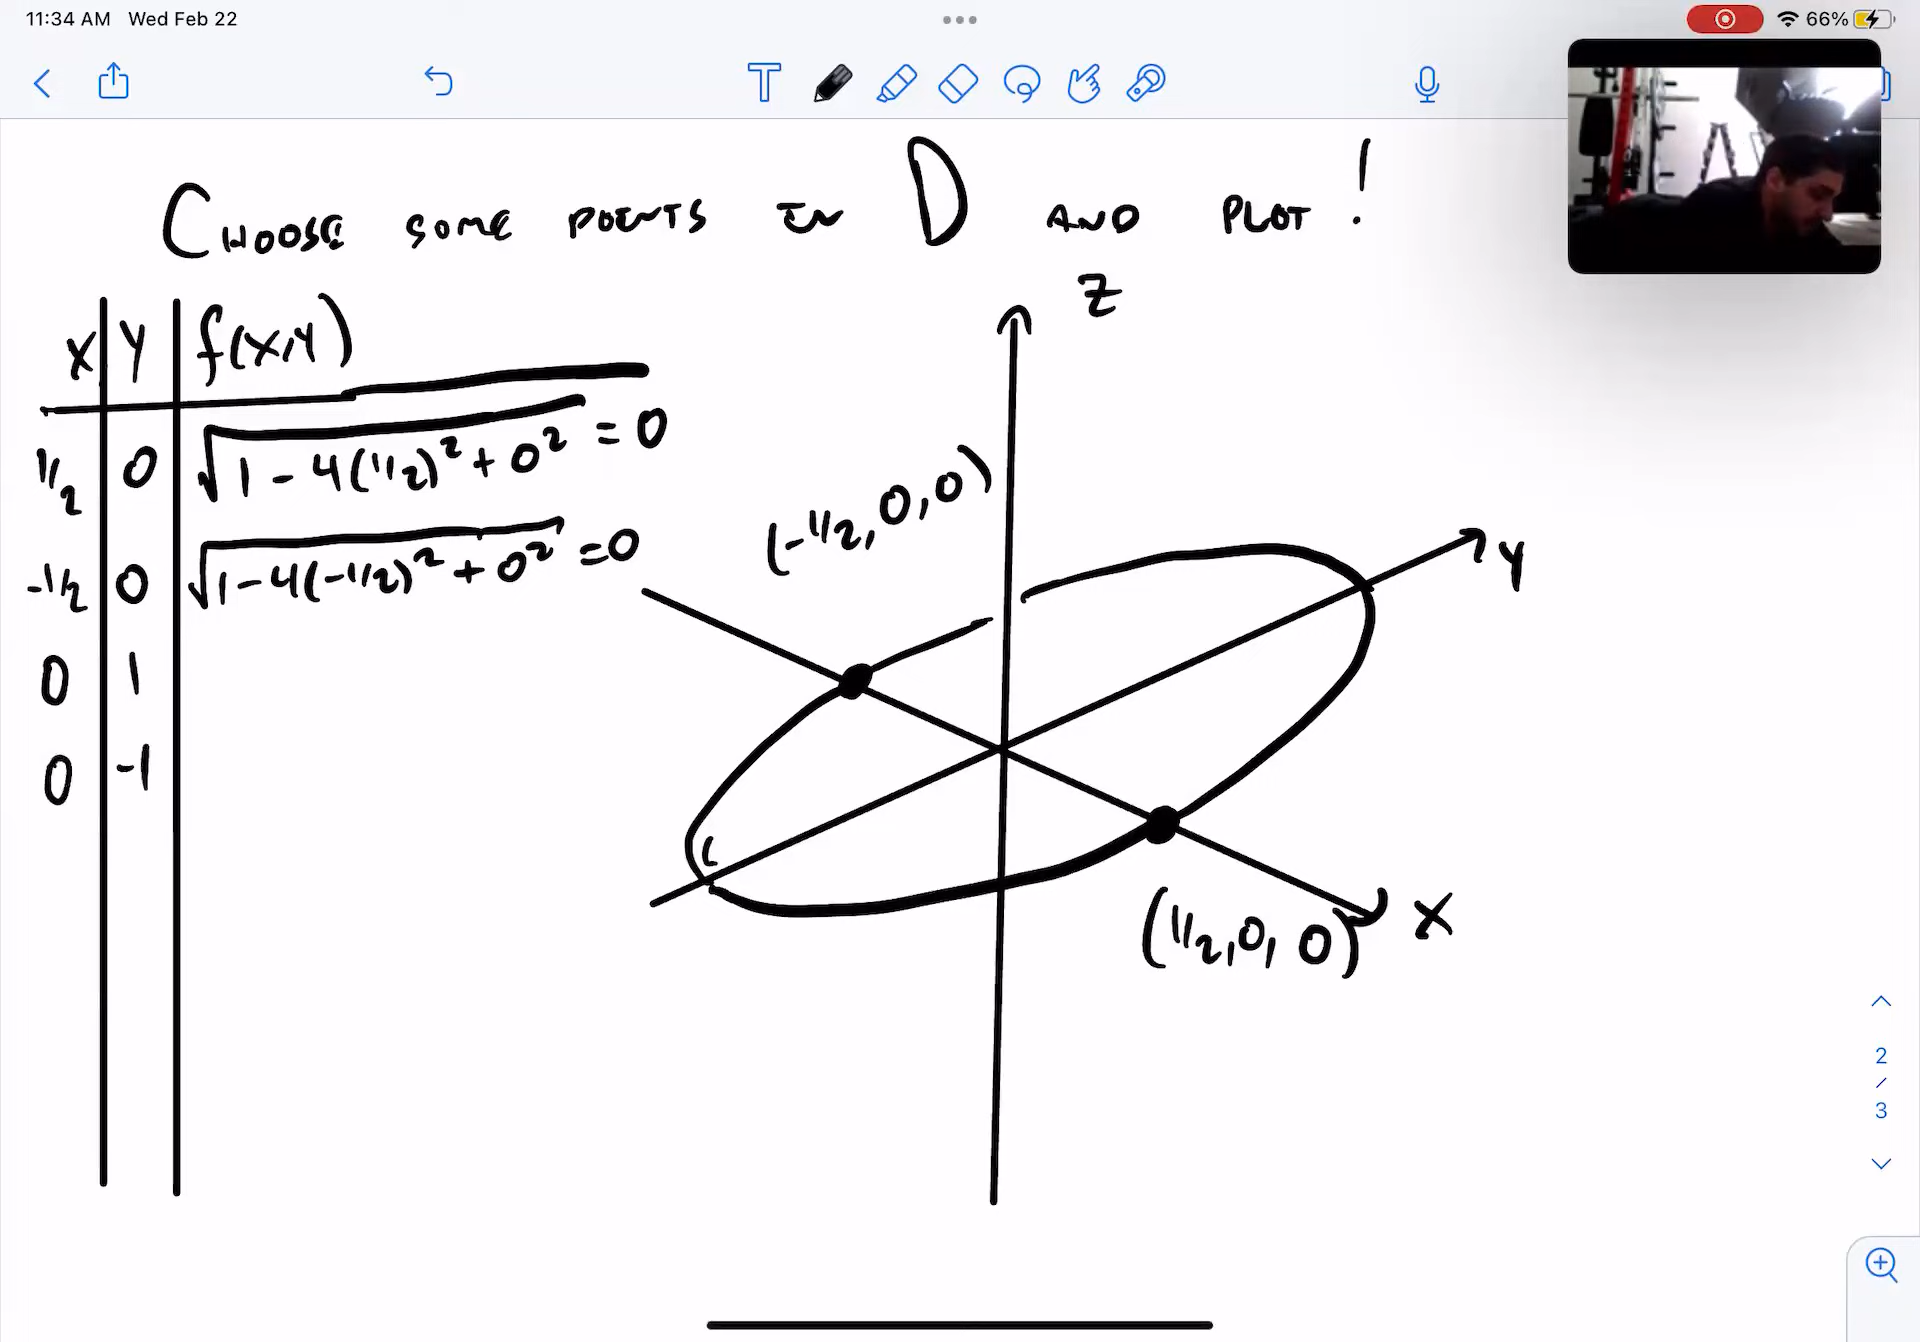 11:34 AM Wed Feb 22
66%
T
CHOOSE SOME POINTS IN D AND PLOT!
Z
X Y f(X,Y)
1/2 0 √1-4(1/2)²+0² =0
(-1/2,0,0)
-1/2 0 √1-4(-1/2)²+0² =0
Y
0 1
0 -1
(1/2,0,0) X
2
/
3